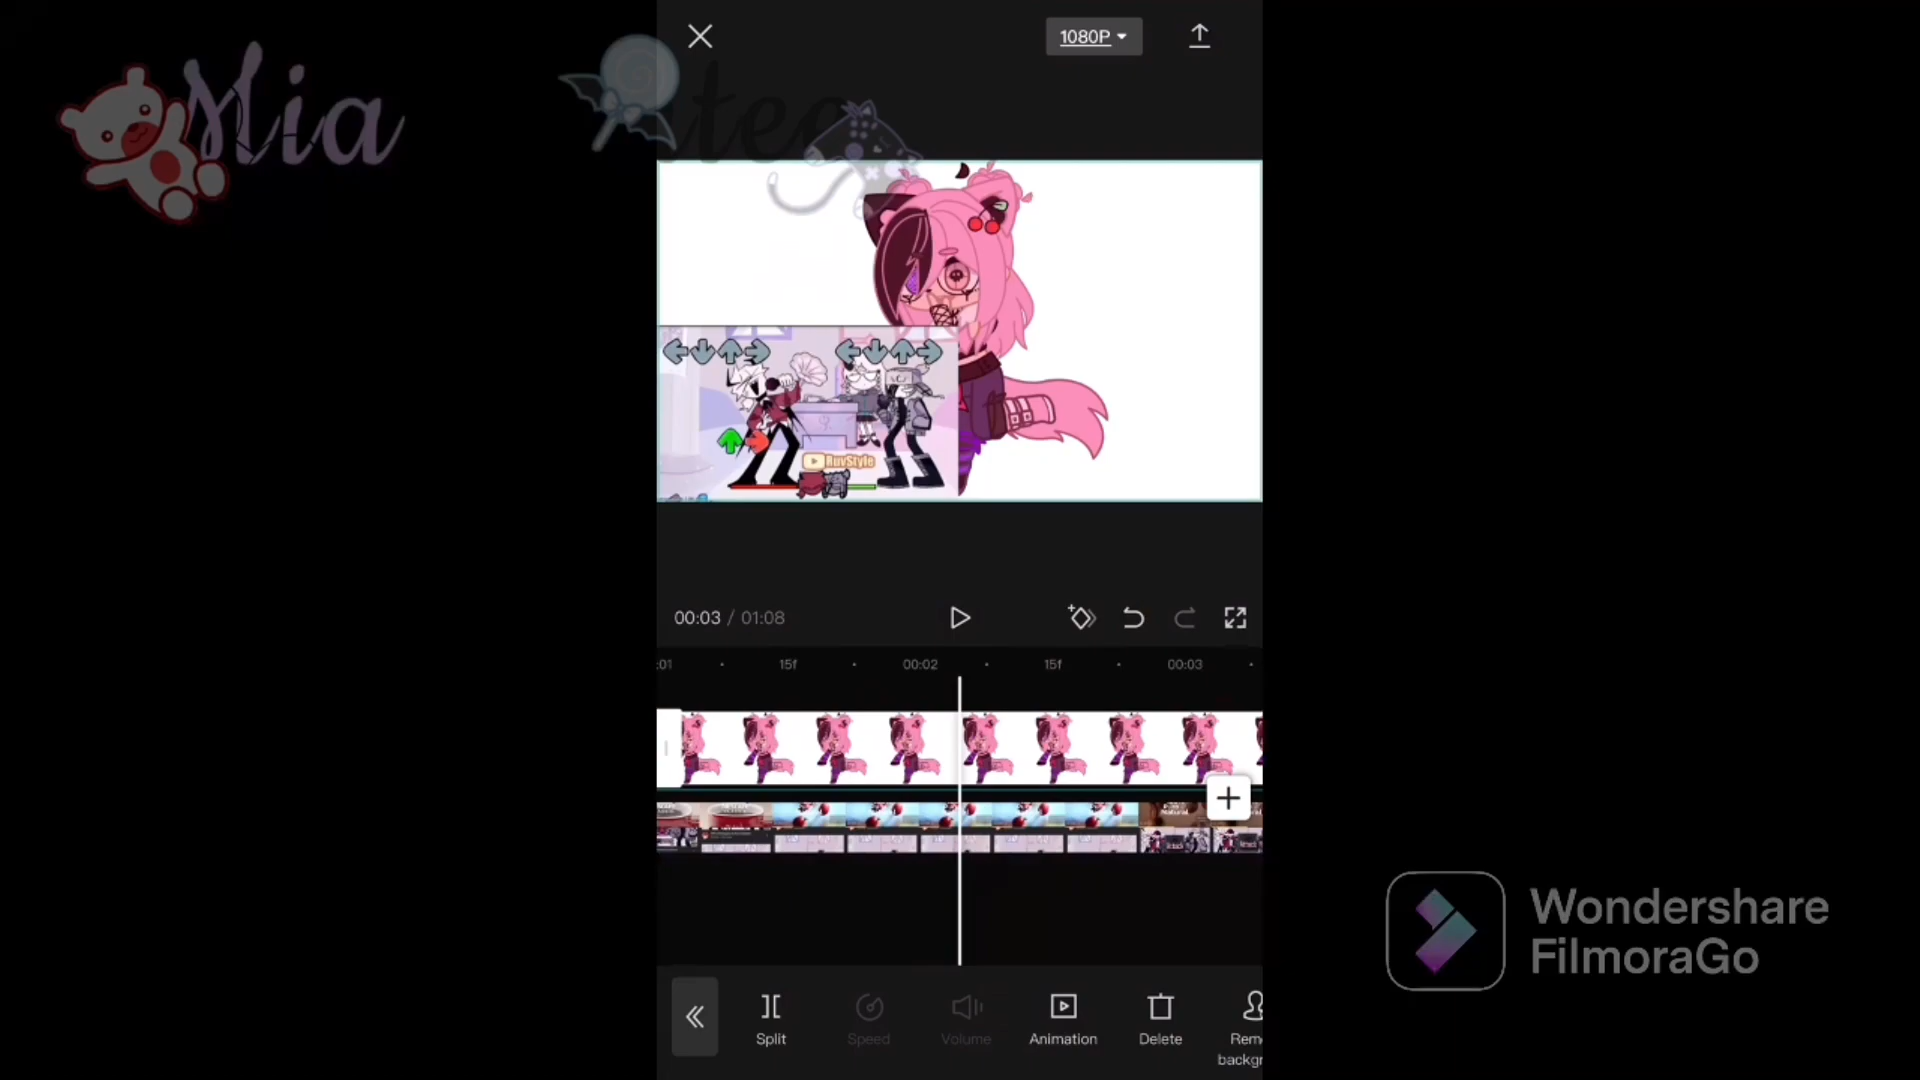 Mia
1080P
RuvStyle
00:03 / 01:08
:01 15f 00:02 15f 00:03
Split
Speed
Volume
Animation
Delete
Rem
backgr
Wondershare
FilmoraGo